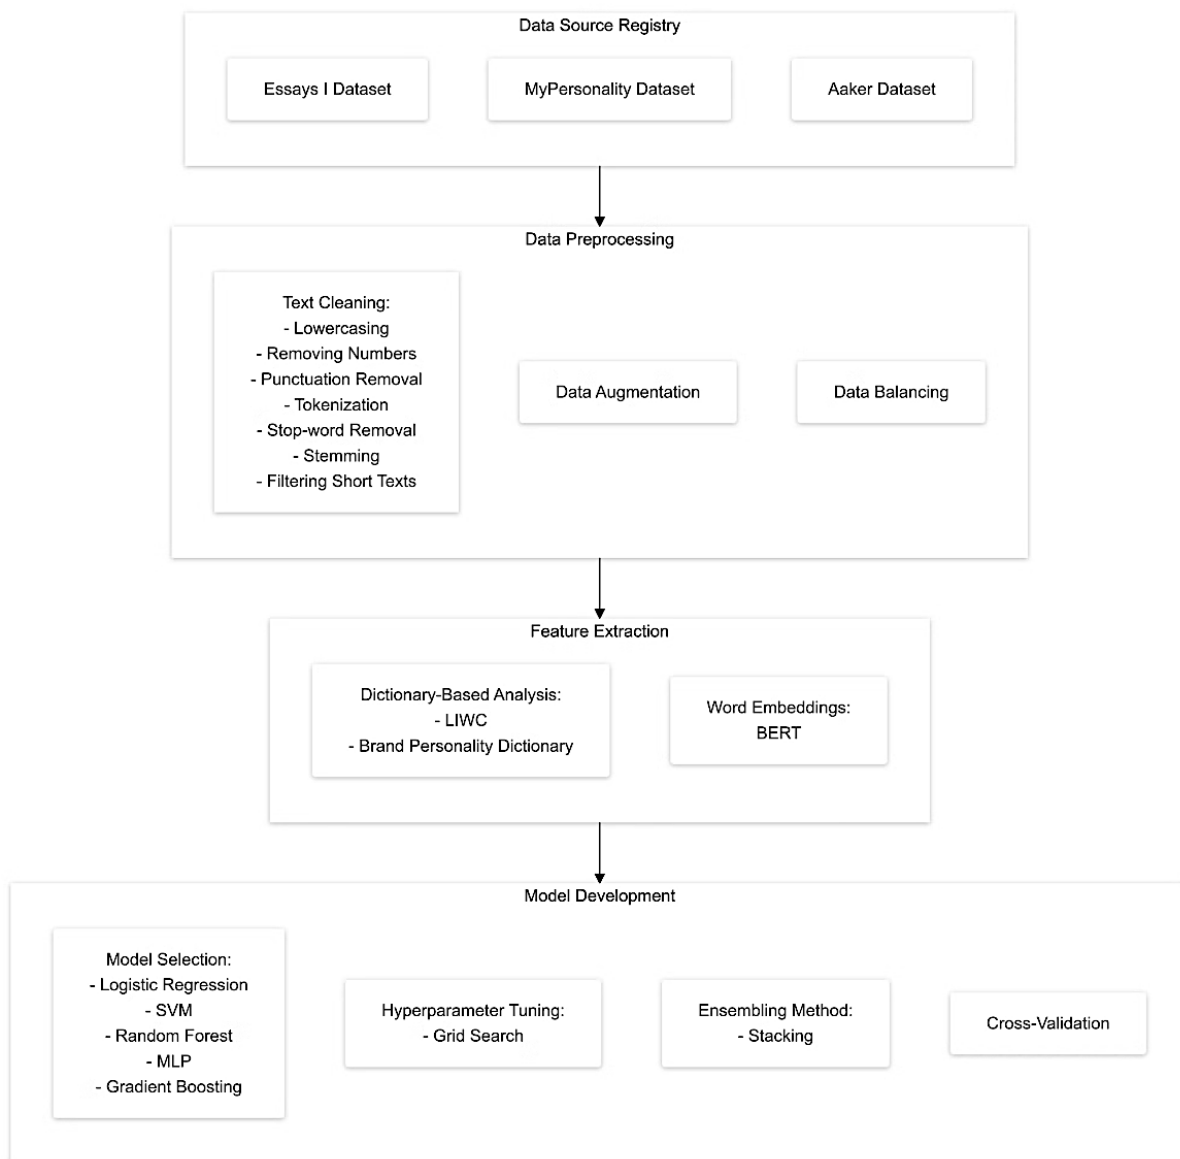 Data Source Registry
Essays I Dataset
MyPersonality Dataset
Aaker Dataset
Data Preprocessing
Text Cleaning:
- Lowercasing
- Removing Numbers
- Punctuation Removal
- Tokenization
- Stop-word Removal
- Stemming
- Filtering Short Texts
Data Augmentation
Data Balancing
Feature Extraction
Dictionary-Based Analysis:
- LIWC
- Brand Personality Dictionary
Word Embeddings:
BERT
Model Development
Model Selection:
- Logistic Regression
- SVM
- Random Forest
- MLP
- Gradient Boosting
Hyperparameter Tuning:
- Grid Search
Ensembling Method:
- Stacking
Cross-Validation